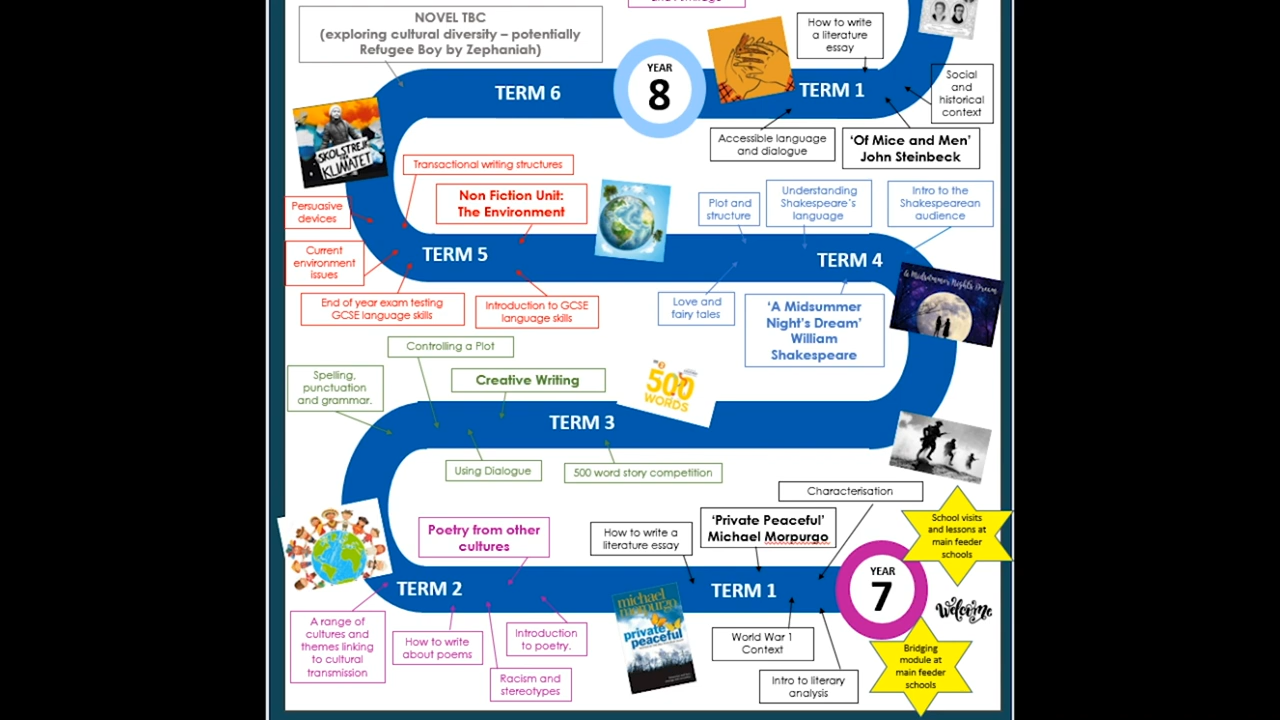 NOVEL TBC
(exploring cultural diversity – potentially
Refugee Boy by Zephaniah)
How to write
a literature
essay
YEAR
8
TERM 6
TERM 1
Social
and
historical
context
Accessible language
and dialogue
'Of Mice and Men'
John Steinbeck
SKOLSTREJK
KLIMATET
Transactional writing structures
Non Fiction Unit:
The Environment
Persuasive
devices
Current
environment
issues
TERM 5
End of year exam testing
GCSE language skills
Introduction to GCSE
language skills
Plot and
structure
Understanding
Shakespeare's
language
Intro to the
Shakespearean
audience
TERM 4
Love and
fairy tales
'A Midsummer
Night's Dream'
William
Shakespeare
A Midsummer Nights Dream
Controlling a Plot
Spelling,
punctuation
and grammar.
Creative Writing
500
WORDS
TERM 3
Using Dialogue
500 word story competition
Characterisation
Poetry from other
cultures
How to write a
literature essay
'Private Peaceful'
Michael Morpurgo
School visits
and lessons at
main feeder
schools
TERM 2
TERM 1
YEAR
7
Welcome
A range of
cultures and
themes linking
to cultural
transmission
How to write
about poems
Introduction
to poetry.
Racism and
stereotypes
michael
morpurgo
private
peaceful
World War 1
Context
Intro to literary
analysis
Bridging
module at
main feeder
schools